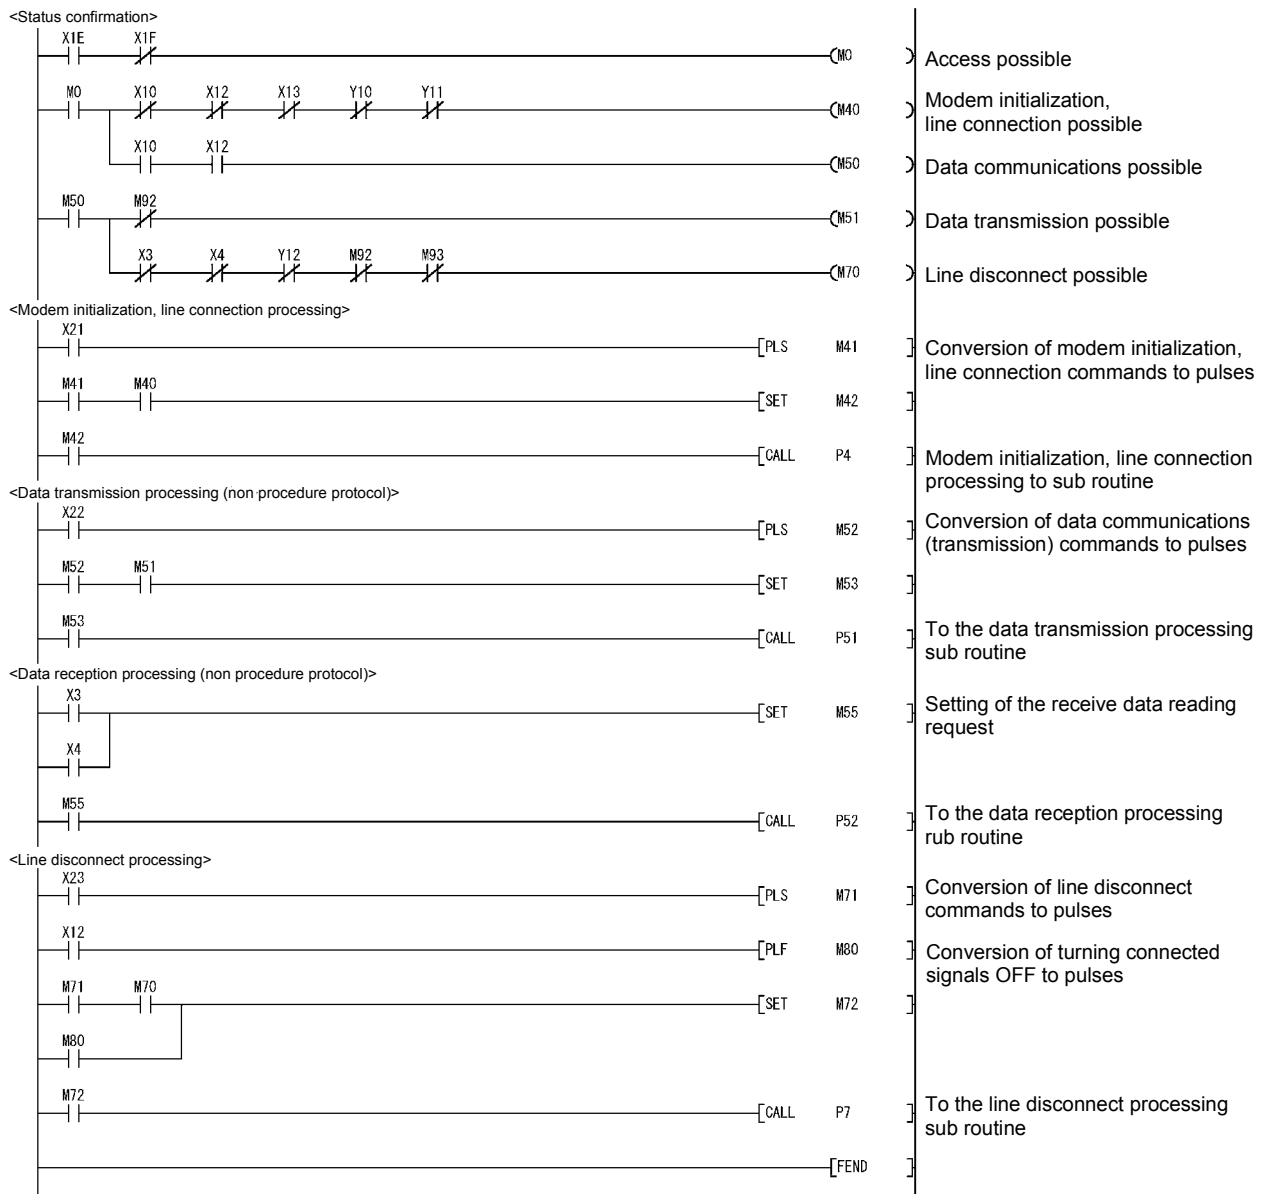 <Status confirmation>
X1E X1F
M0 Access possible
M0 X10 X12 X13 Y10 Y11
M40 Modem initialization,
line connection possible
X10 X12
M50 Data communications possible
M50 M92
M51 Data transmission possible
X3 X4 Y12 M92 M93
M70 Line disconnect possible
<Modem initialization, line connection processing>
X21
PLS M41 Conversion of modem initialization,
line connection commands to pulses
M41 M40
SET M42
M42
CALL P4 Modem initialization, line connection
processing to sub routine
<Data transmission processing (non procedure protocol)>
X22
PLS M52 Conversion of data communications
(transmission) commands to pulses
M52 M51
SET M53
M53
CALL P51 To the data transmission processing
sub routine
<Data reception processing (non procedure protocol)>
X3
SET M55 Setting of the receive data reading
request
X4
M55
CALL P52 To the data reception processing
rub routine
<Line disconnect processing>
X23
PLS M71 Conversion of line disconnect
commands to pulses
X12
PLF M80 Conversion of turning connected
signals OFF to pulses
M71 M70
SET M72
M80
M72
CALL P7 To the line disconnect processing
sub routine
FEND